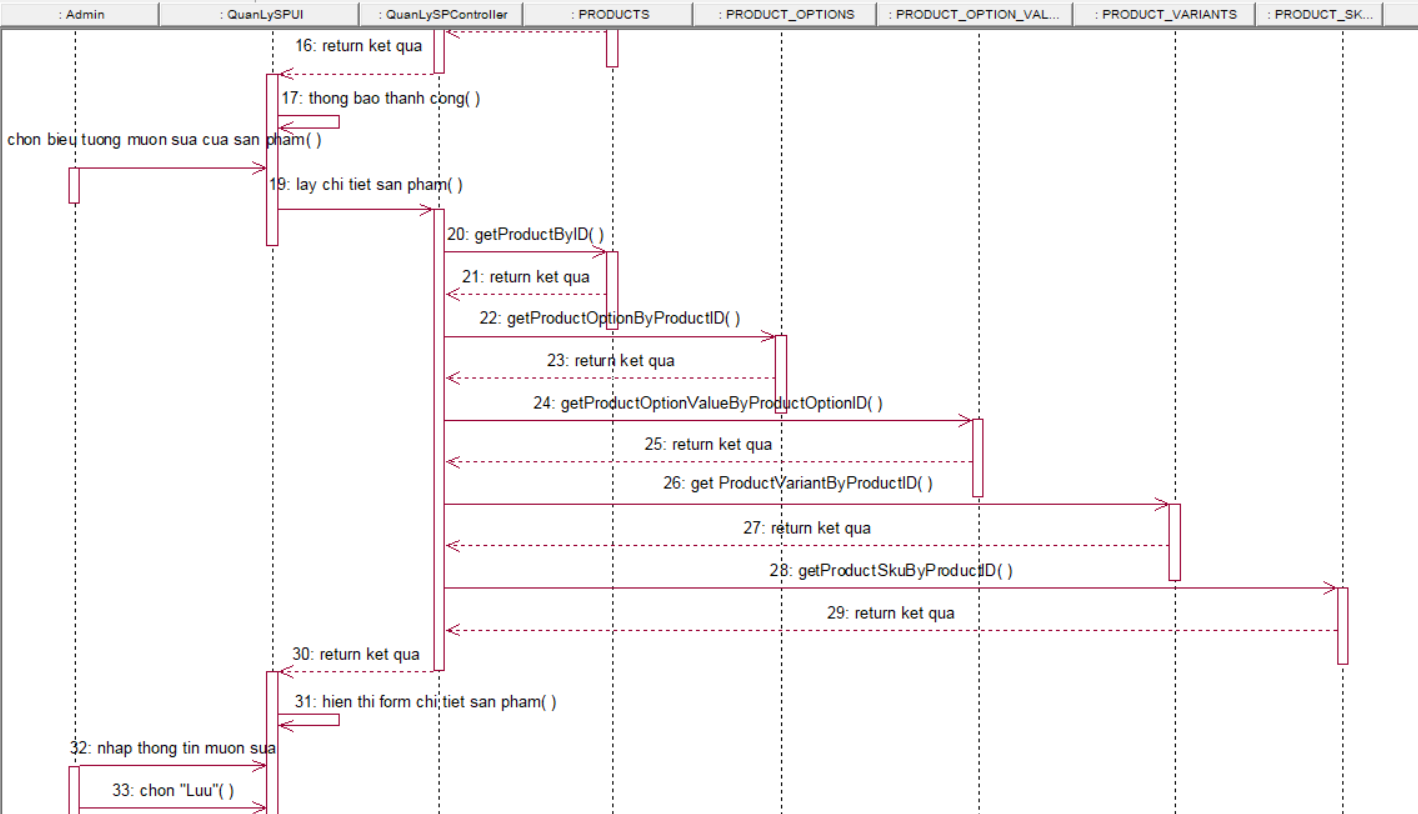 : Admin
: QuanLySPUI
: QuanLySPController
: PRODUCTS
: PRODUCT_OPTIONS
: PRODUCT_OPTION_VAL...
: PRODUCT_VARIANTS
: PRODUCT_SK...
16: return ket qua
17: thong bao thanh cong( )
chon bieu tuong muon sua cua san pham( )
19: lay chi tiet san pham( )
20: getProductByID( )
21: return ket qua
22: getProductOptionByProductID( )
23: return ket qua
24: getProductOptionValueByProductOptionID( )
25: return ket qua
26: get ProductVariantByProductID( )
27: return ket qua
28: getProductSkuByProductID( )
29: return ket qua
30: return ket qua
31: hien thi form chi tiet san pham( )
32: nhap thong tin muon sua
33: chon "Luu"( )